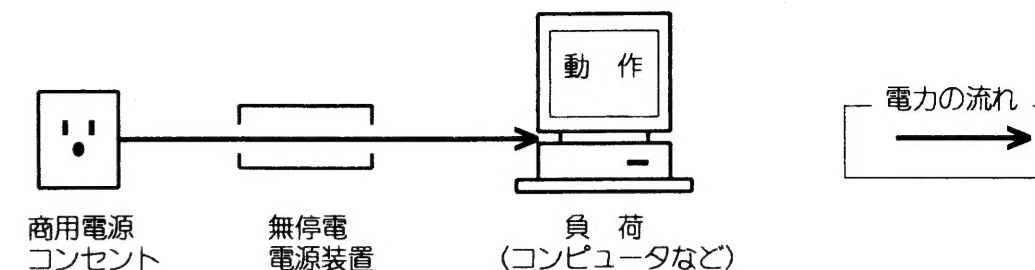 動 作
電力の流れ
商用電源
コンセント
無停電
電源装置
負 荷
(コンピュータなど)